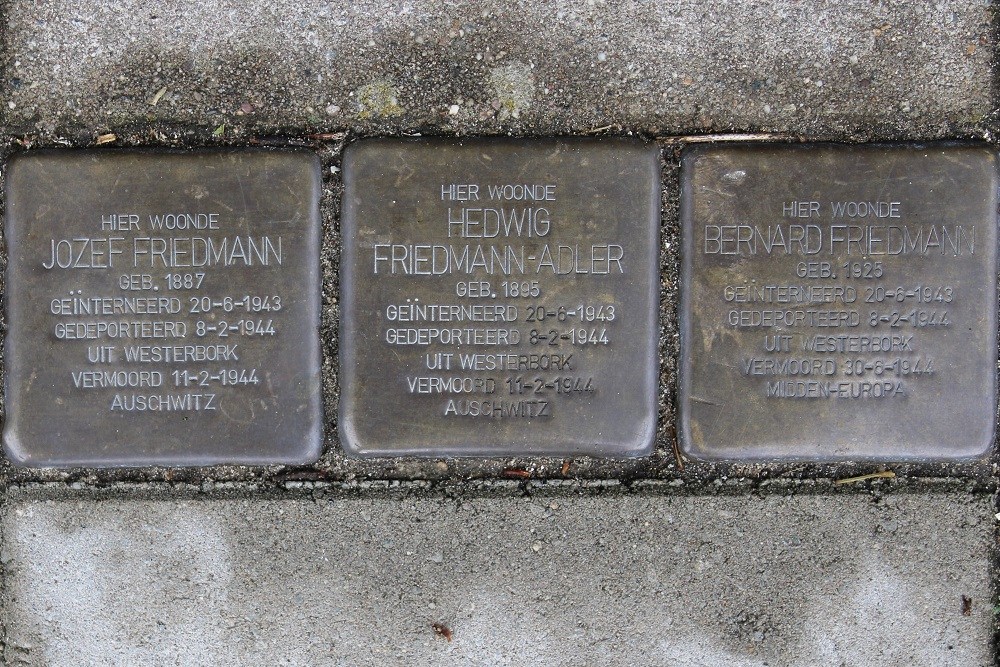 HIER WOONDE
JOZEF FRIEDMANN
GEB. 1887
GEÏNTERNEERD 20-6-1943
GEDEPORTEERD 8-2-1944
UIT WESTERBORK
VERMOORD 11-2-1944
AUSCHWITZ
HIER WOONDE
HEDWIG
FRIEDMANN-ADLER
GEB. 1895
GEÏNTERNEERD 20-6-1943
GEDEPORTEERD 8-2-1944
UIT WESTERBORK
VERMOORD 11-2-1944
AUSCHWITZ
HIER WOONDE
BERNARD FRIEDMANN
GEB. 1925
GEÏNTERNEERD 20-6-1943
GEDEPORTEERD 8-2-1944
UIT WESTERBORK
VERMOORD 30-6-1944
MIDDEN-EUROPA